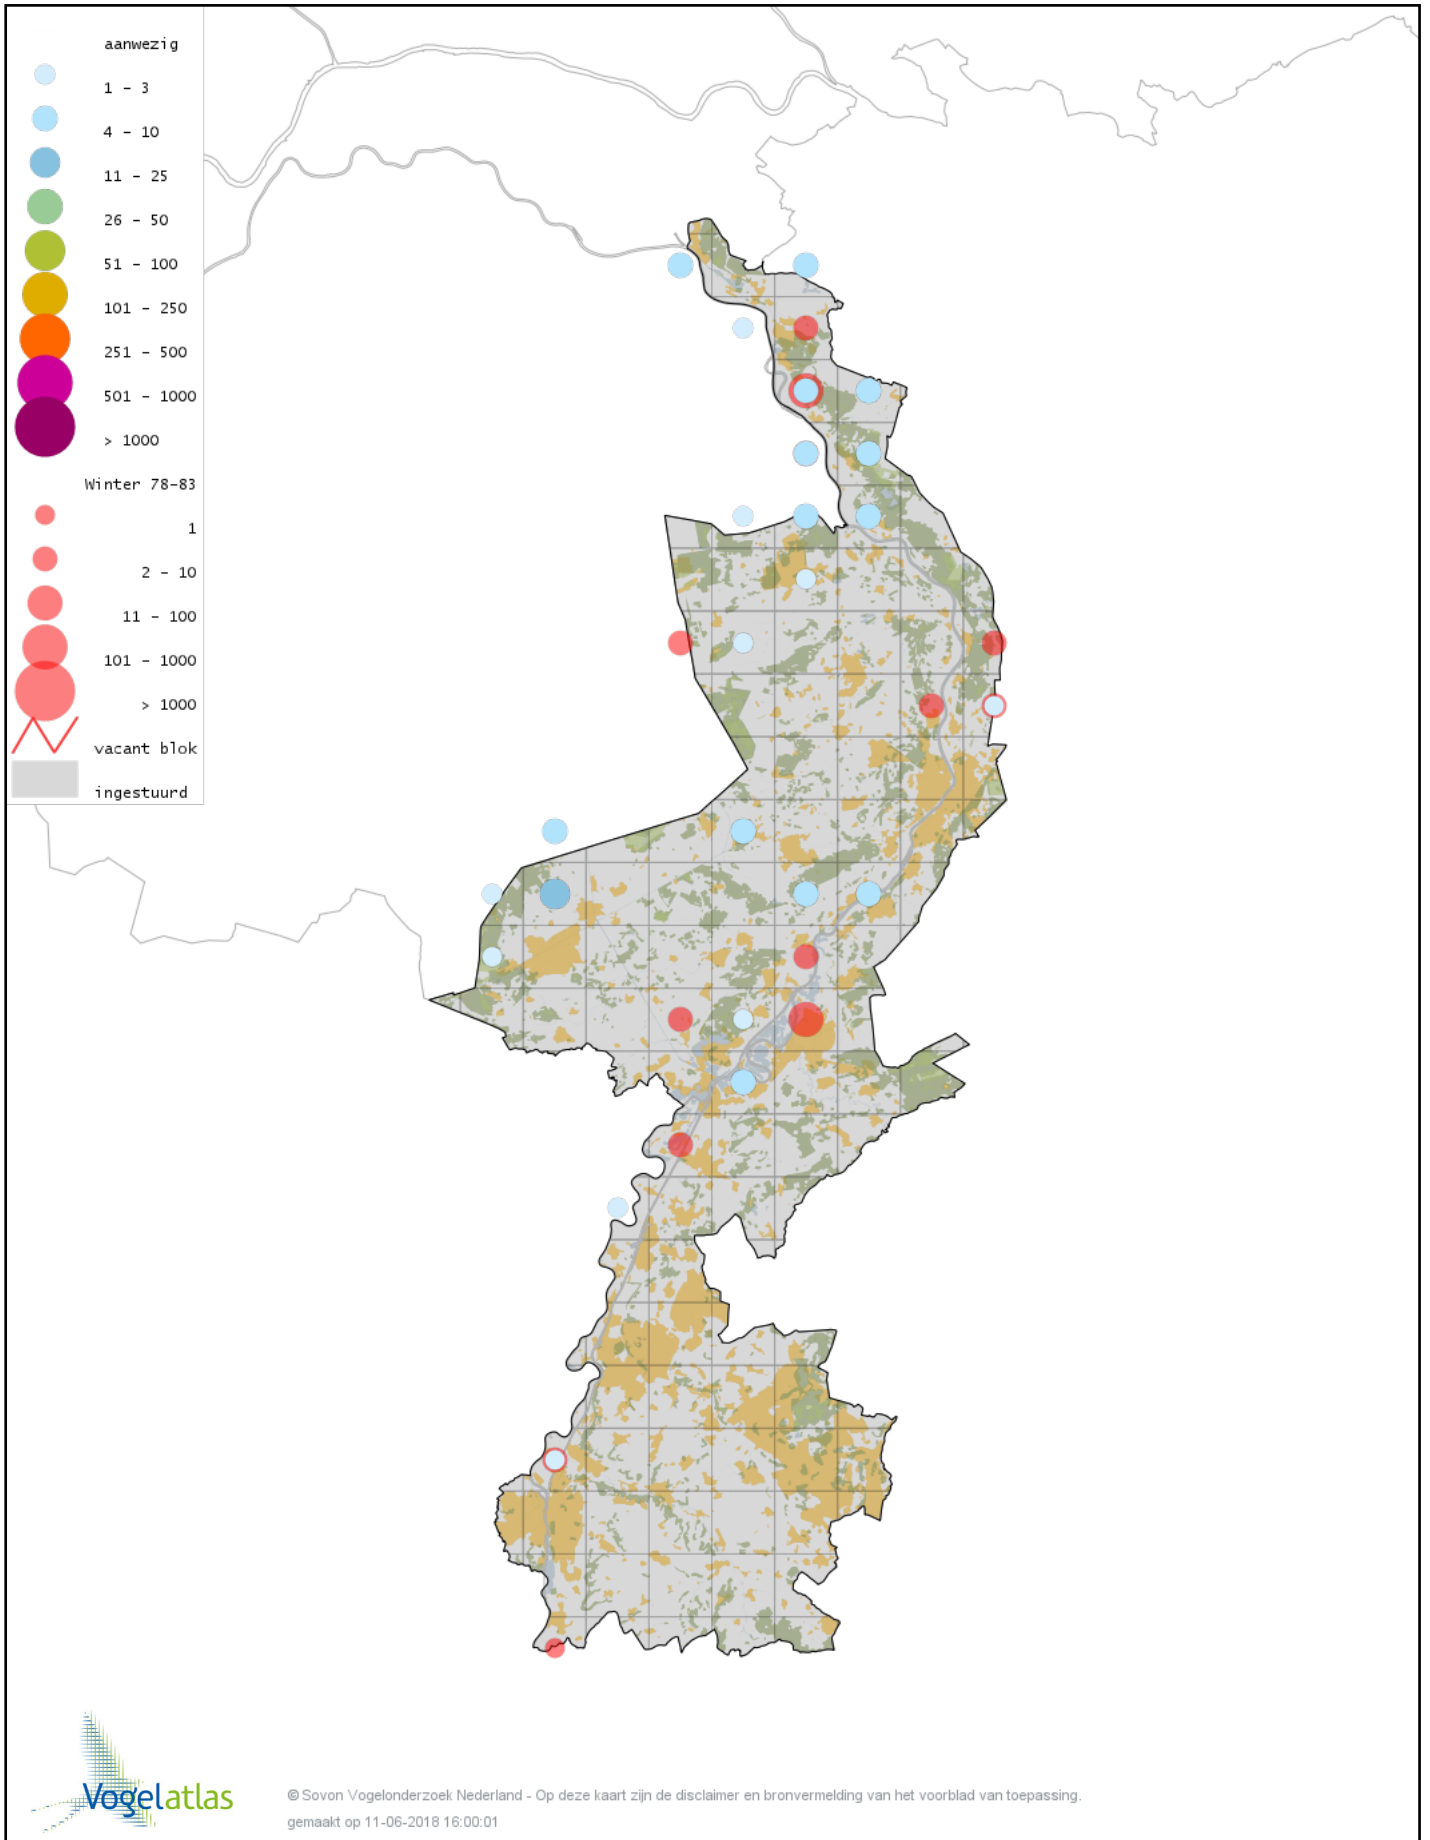 aanwezig
1 - 3
4 - 10
11 - 25
26 - 50
51 - 100
101 - 250
251 - 500
501 - 1000
> 1000
Winter 78-83
1
2 - 10
11 - 100
101 - 1000
> 1000
vacant blok
ingestuurd
Vogelatlas
© Sovon Vogelonderzoek Nederland - Op deze kaart zijn de disclaimer en bronvermelding van het voorblad van toepassing.
gemaakt op 11-06-2018 16:00:01